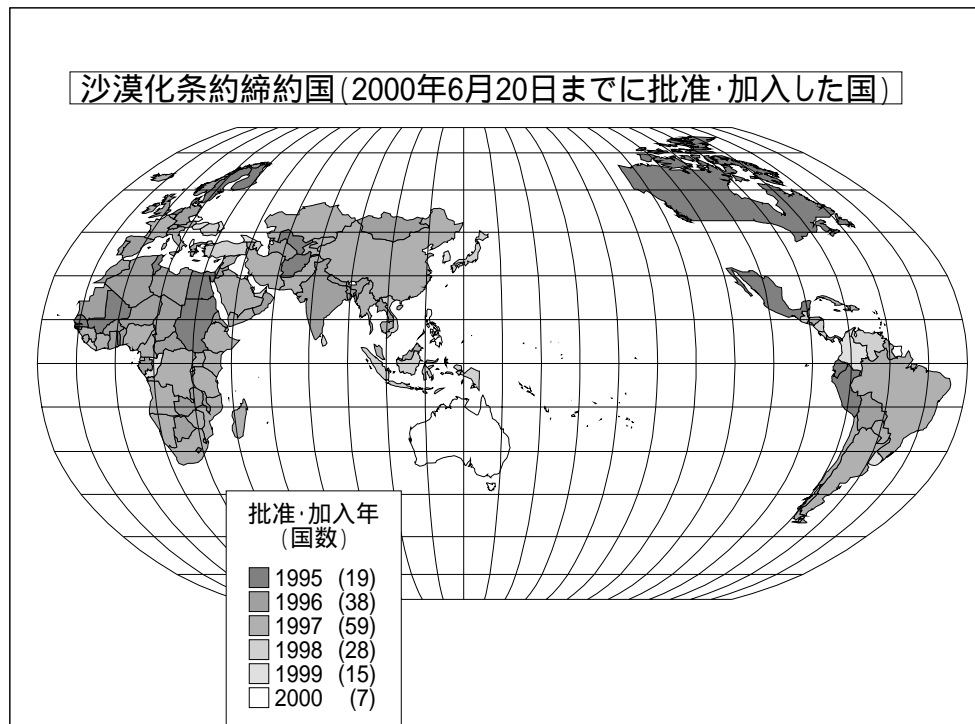 沙漠化条約締約国(2000年6月20日までに批准·加入した国)
批准·加入年
(国数)
1995 (19)
1996 (38)
1997 (59)
1998 (28)
1999 (15)
2000 (7)